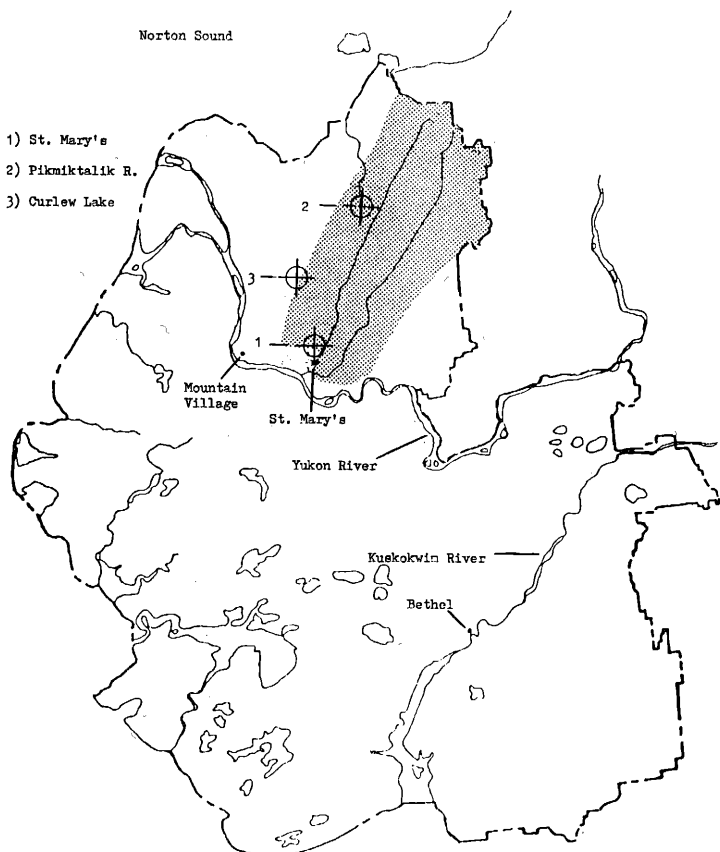 Norton Sound
1) St. Mary's
2) Pikmiktalik R.
3) Curlew Lake
2
3
1
Mountain
Village
St. Mary's
Yukon River
Kuskokwim River
Bethel